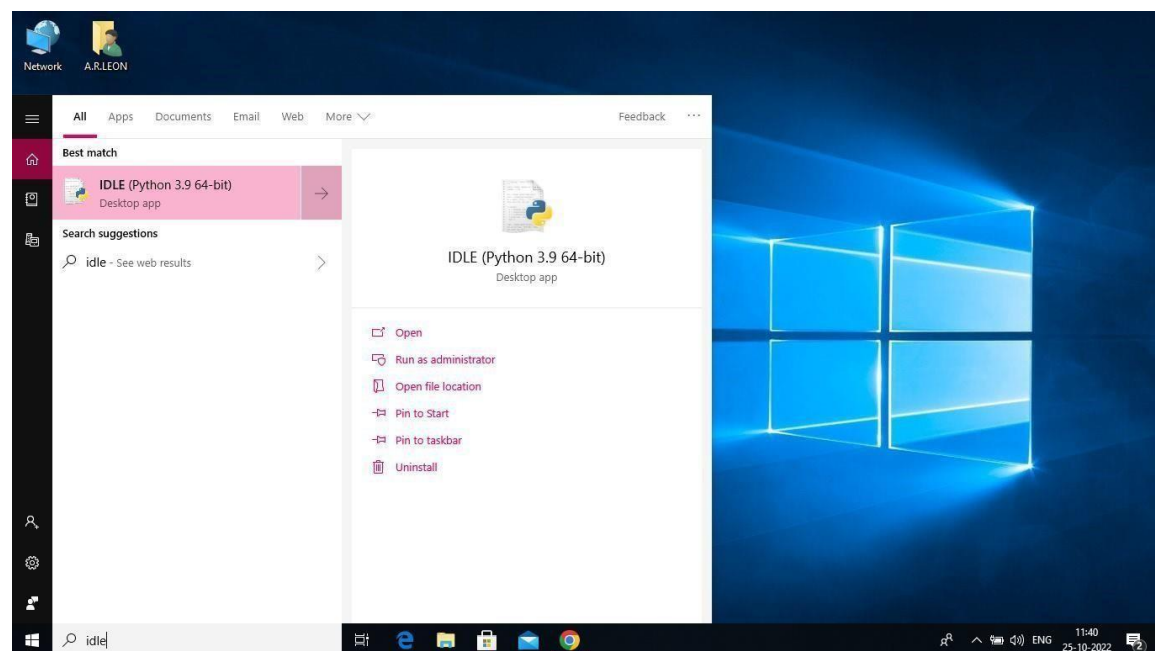 Network
A.R.LEON
All Apps Documents Email Web More Feedback ...
Best match
IDLE (Python 3.9 64-bit)
Desktop app
Search suggestions
idle - See web results
IDLE (Python 3.9 64-bit)
Desktop app
Open
Run as administrator
Open file location
Pin to Start
Pin to taskbar
Uninstall
idle
ENG
11:40
25-10-2022
2